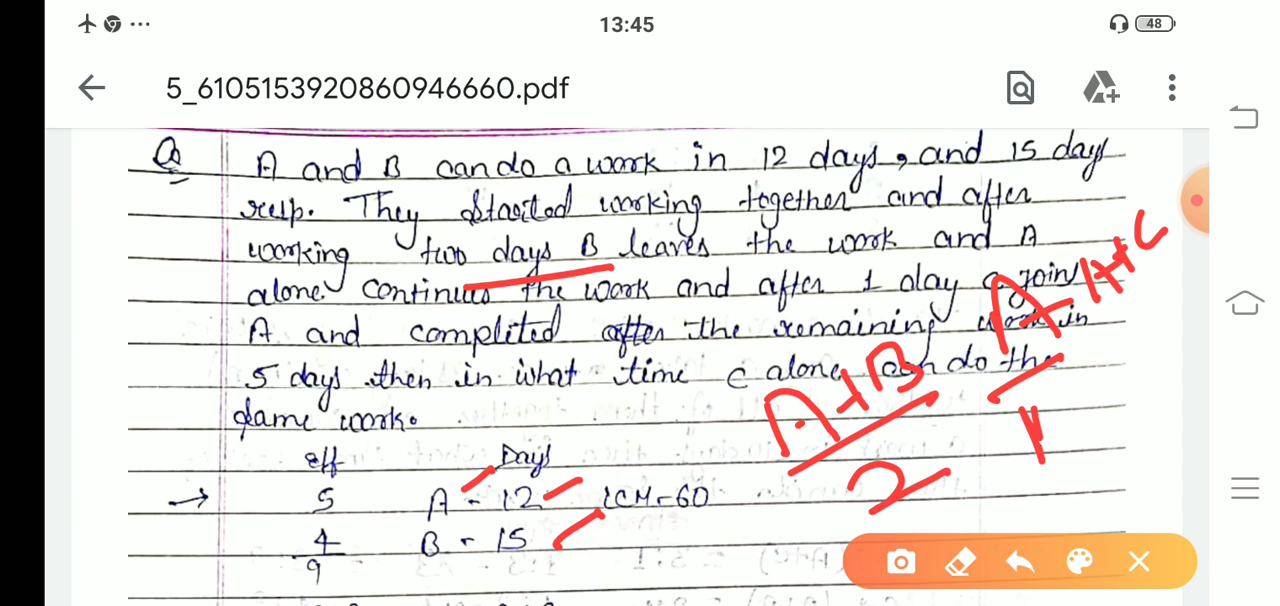 13:45
48
5_6105153920860946660.pdf
Q A and B can do a work in 12 days, and 15 days
resp. They started working together and after
working two days B leaves the work and A
alone continues the work and after 1 day C join
A and complited after the remaining work in
5 days then in what time C alone can do the
same work.
A+B
2
A
1
A+C
eff Days
→ 5 A - 12 LCM - 60
4 B - 15
9